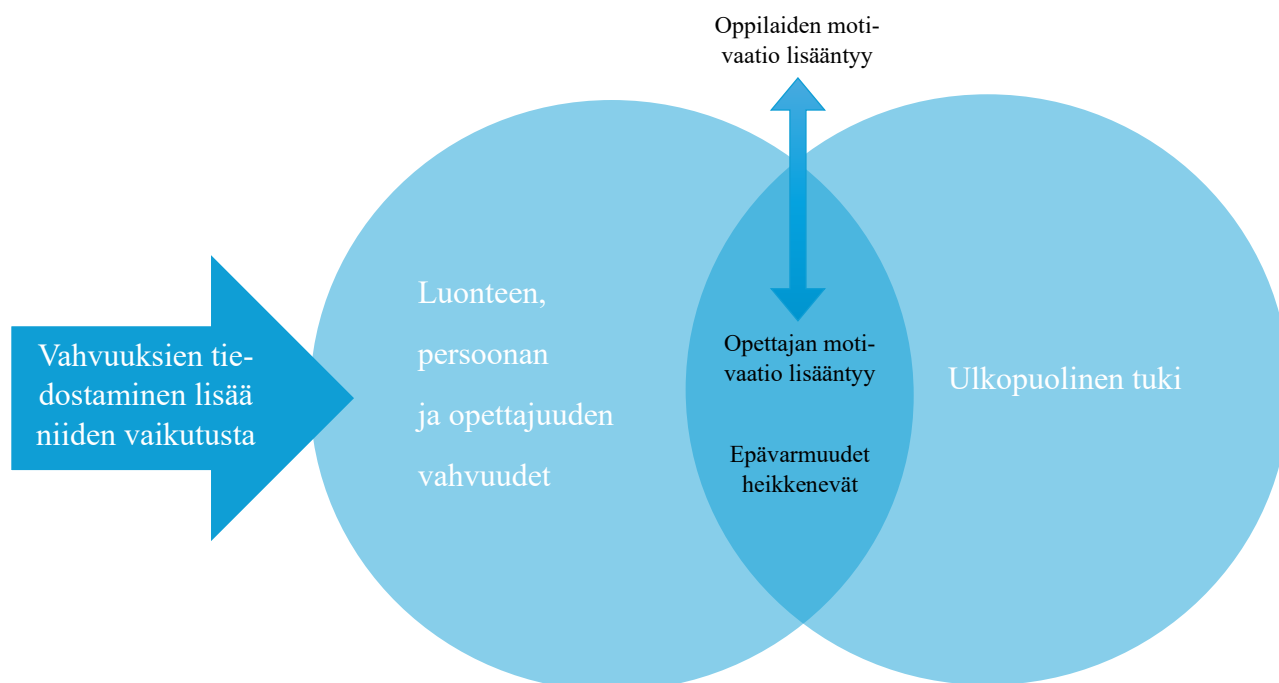 Oppilaiden moti-
vaatio lisääntyy
Vahvuuksien tie-
dostaminen lisää
niiden vaikutusta
Luonteen,
persoonan
ja opettajuuden
vahvuudet
Opettajan moti-
vaatio lisääntyy
Epävarmuudet
heikkenevät
Ulkopuolinen tuki